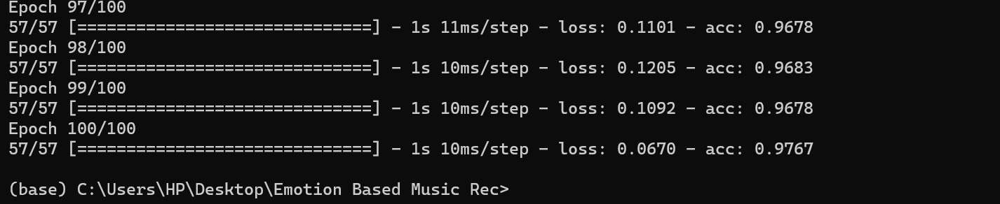 Epoch 97/100
57/57 [==============================] - 1s 11ms/step - loss: 0.1101 - acc: 0.9678
Epoch 98/100
57/57 [==============================] - 1s 10ms/step - loss: 0.1205 - acc: 0.9683
Epoch 99/100
57/57 [==============================] - 1s 10ms/step - loss: 0.1092 - acc: 0.9678
Epoch 100/100
57/57 [==============================] - 1s 10ms/step - loss: 0.0670 - acc: 0.9767
(base) C:\Users\HP\Desktop\Emotion Based Music Rec>